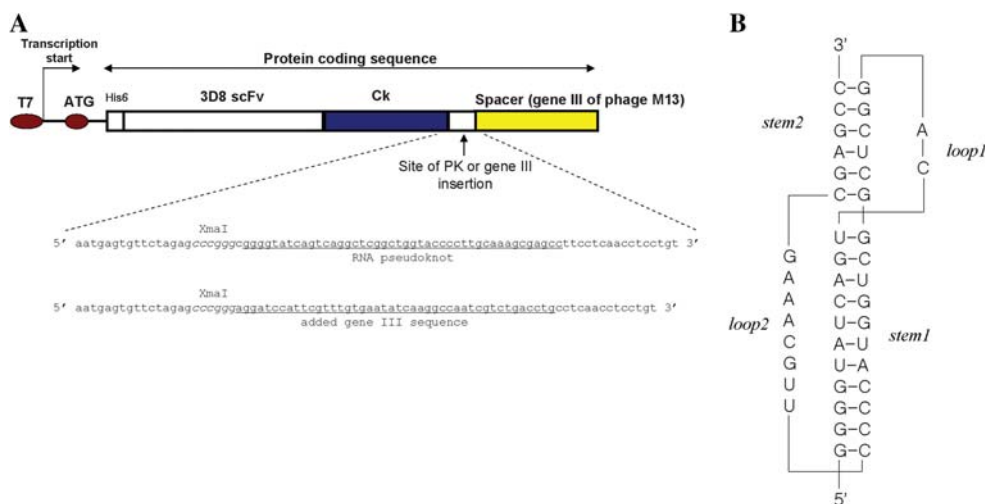 A
Transcription
start
Protein coding sequence
T7
ATG
His6
3D8 scFv
Ck
Spacer (gene III of phage M13)
Site of PK or gene III
insertion
XmaI
5' aatgagtgttctagagcccgggcggggtatcagtcaggctcggctggtaccccttgcaaagcgagccttcctcaacctcctgt 3'
RNA pseudoknot
XmaI
5' aatgagtgttctagagcccgggaggatccattcgtttgtgaatatcaaggccaatcgtctgacctgcctcaacctcctgt 3'
added gene III sequence
B
3'
C G
C–G
G–C
A–U
G–C
C–G
stem2
A
C
loop1
U–G
G–C
A–U
C–G
U–G
A–U
U–A
G–C
G–C
G–C
G–C
stem1
G
A
A
A
C
G
U
U
loop2
5'